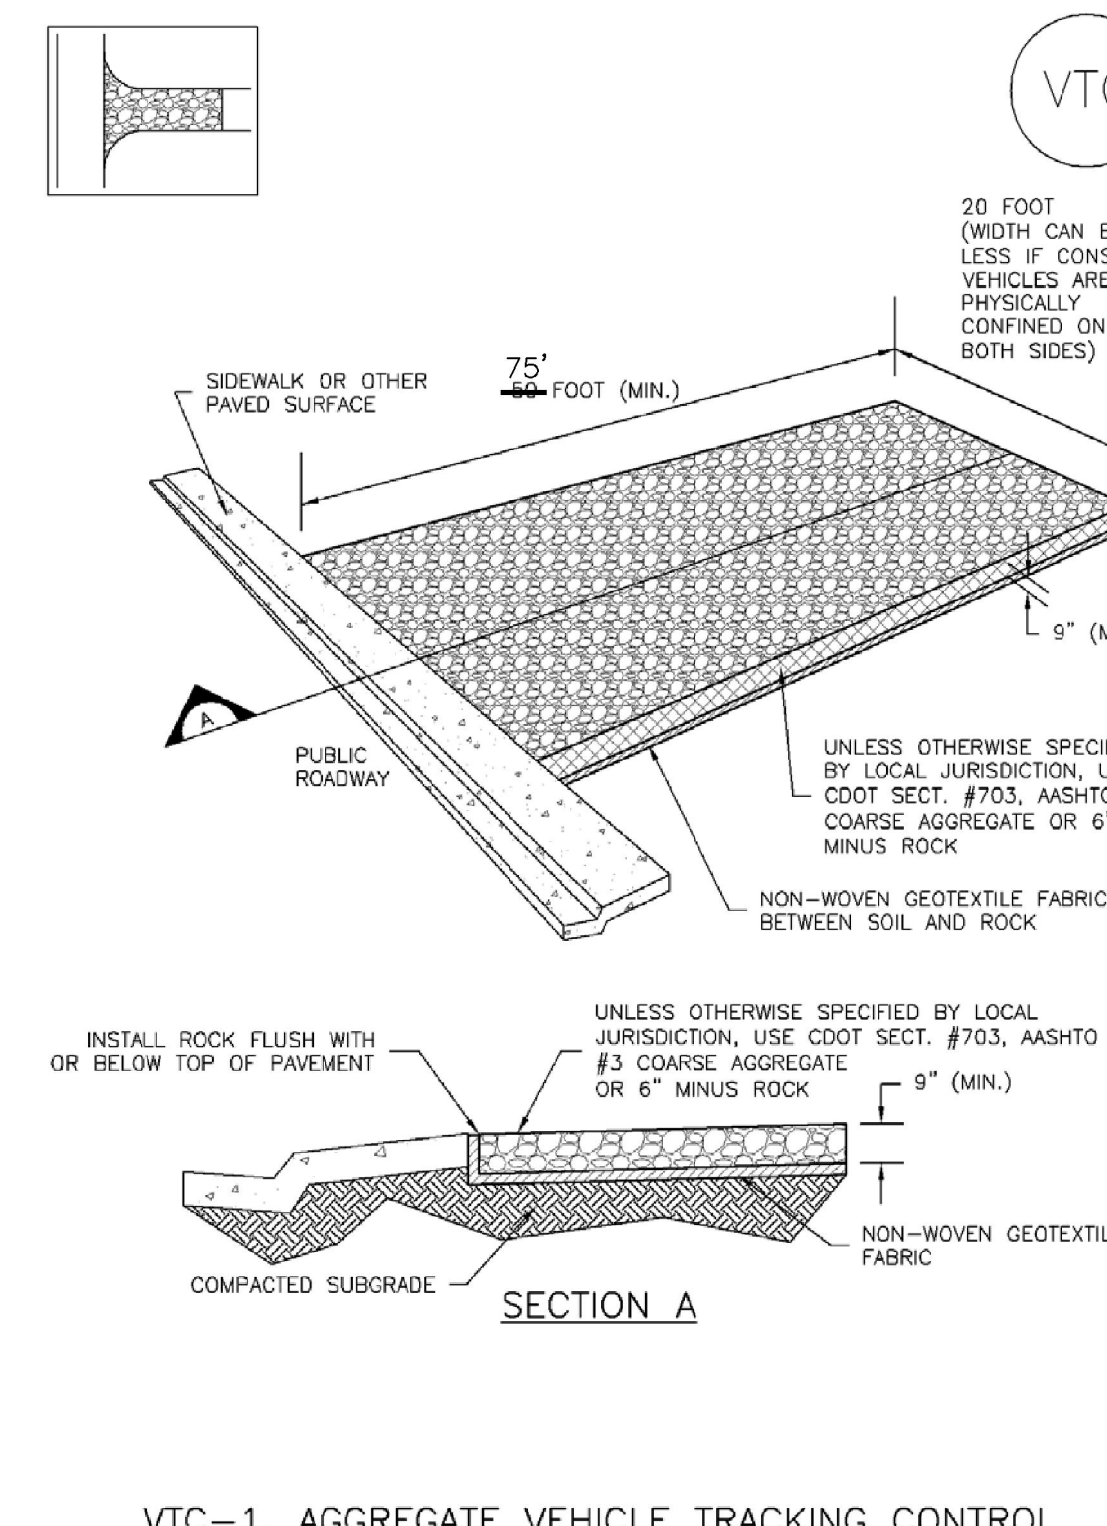 VTC
20 FOOT
(WIDTH CAN
LESS IF
VEHICLES ARE
PHYSICALLY
CONFINED ON
BOTH SIDES)
75'
50 FOOT (MIN.)
SIDEWALK OR OTHER
PAVED SURFACE
9"
A
PUBLIC
ROADWAY
UNLESS OTHERWISE
BY LOCAL JURISDICTION,
CDOT SECT. #703, AASHTO
COARSE AGGREGATE OR 6"
MINUS ROCK
NON-WOVEN GEOTEXTILE FABRIC
BETWEEN SOIL AND ROCK
INSTALL ROCK FLUSH WITH
OR BELOW TOP OF PAVEMENT
UNLESS OTHERWISE SPECIFIED BY LOCAL
JURISDICTION, USE CDOT SECT. #703, AASHTO
#3 COARSE AGGREGATE
OR 6" MINUS ROCK
9" (MIN.)
NON-WOVEN
FABRIC
COMPACTED SUBGRADE
SECTION A
VTC-1. AGGREGATE VEHICLE TRACKING CONTROL